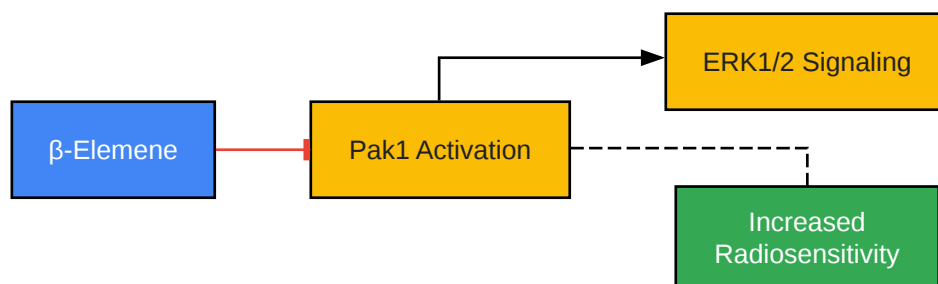 ERK1/2 Signaling
β-Elemene
Pak1 Activation
Increased
Radiosensitivity